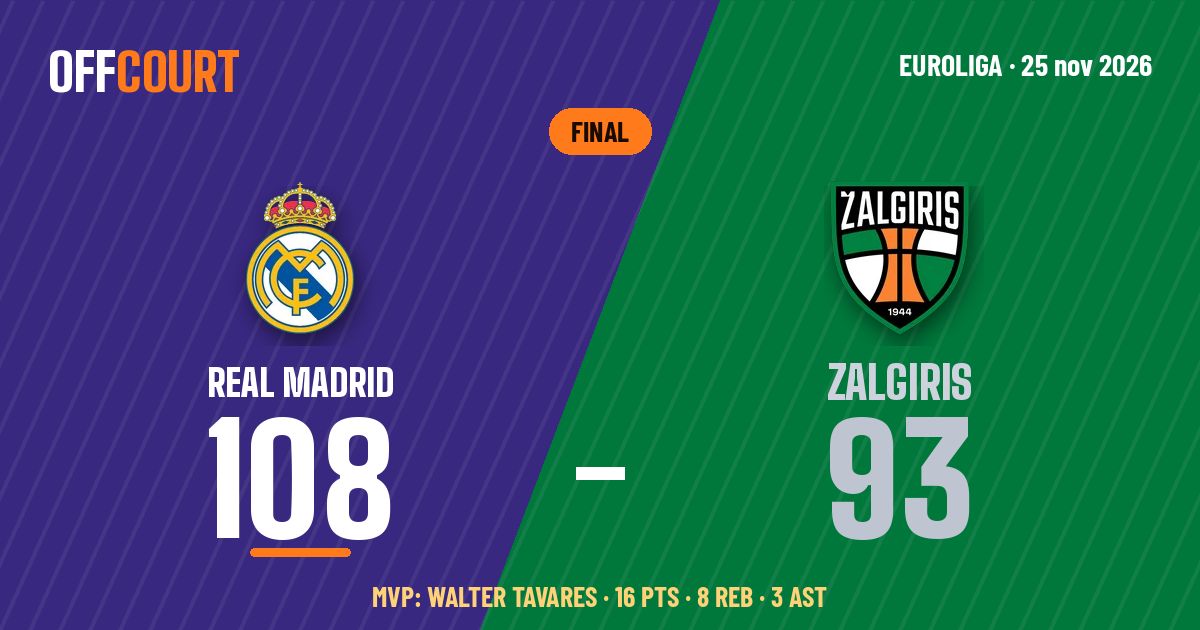 OFFCOURT
EUROLIGA · 25 nov 2026
FINAL
ŽALGIRIS
1944
REAL MADRID
ZALGIRIS
108 – 93
MVP: WALTER TAVARES · 16 PTS · 8 REB · 3 AST